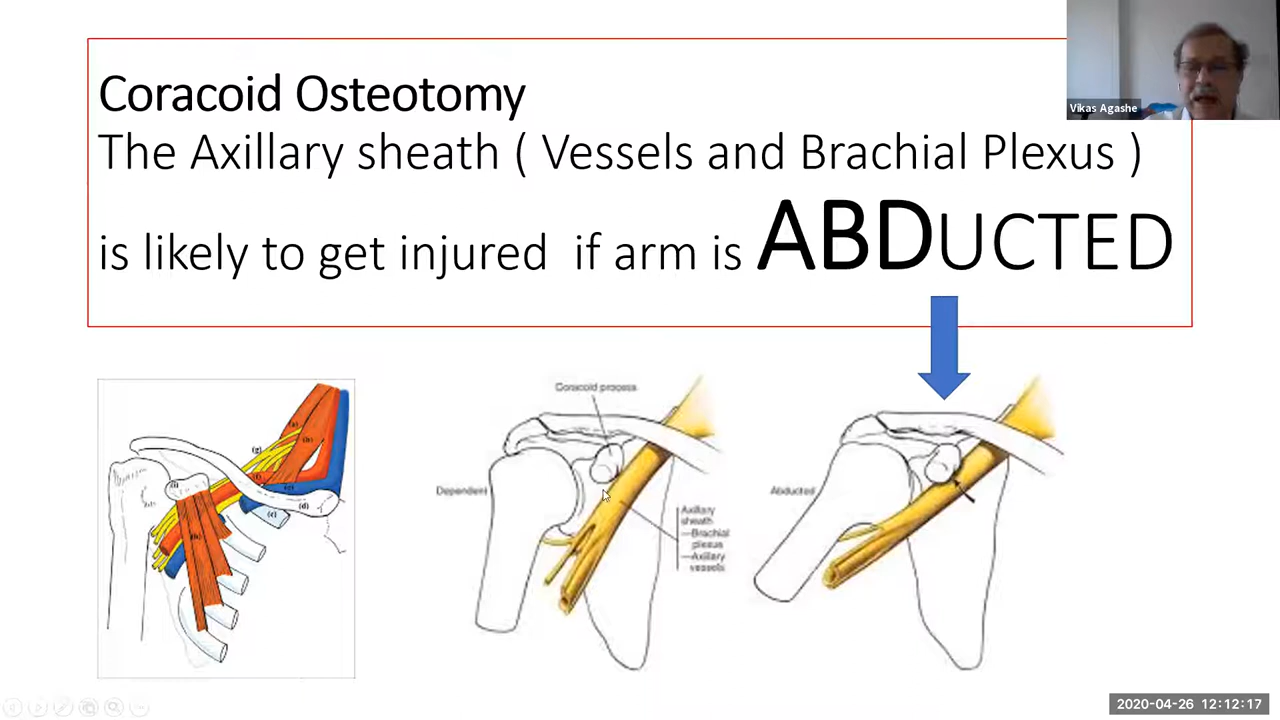 Coracoid Osteotomy
The Axillary sheath ( Vessels and Brachial Plexus )
is likely to get injured if arm is ABDUCTED
Vikas Agashe
(a)
(g)
(b)
(f)
(e)
(i)
(d)
(c)
(h)
Coracoid process
Dependent
Axillary
sheath
—Brachial
plexus
—Axillary
vessels
Abducted
2020-04-26 12:12:17